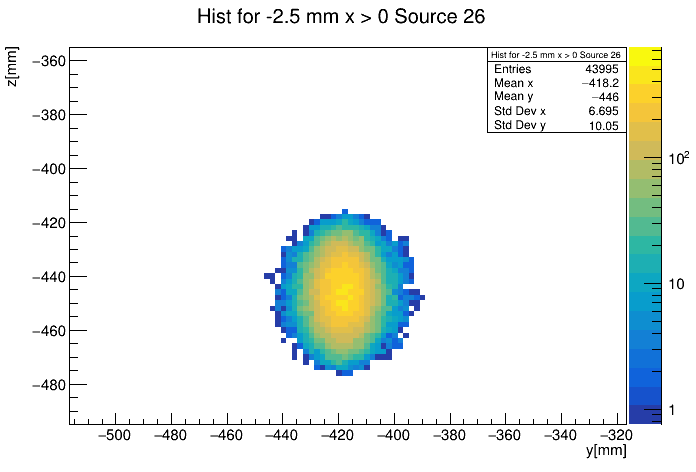 Hist for -2.5 mm x > 0 Source 26
z[mm]
Hist for -2.5 mm x > 0 Source 26
Entries 43995
Mean x −418.2
Mean y −446
Std Dev x 6.695
Std Dev y 10.05
−360
−380
−400
−420
−440
−460
−480
10²
10
1
−500 −480 −460 −440 −420 −400 −380 −360 −340 −320
y[mm]